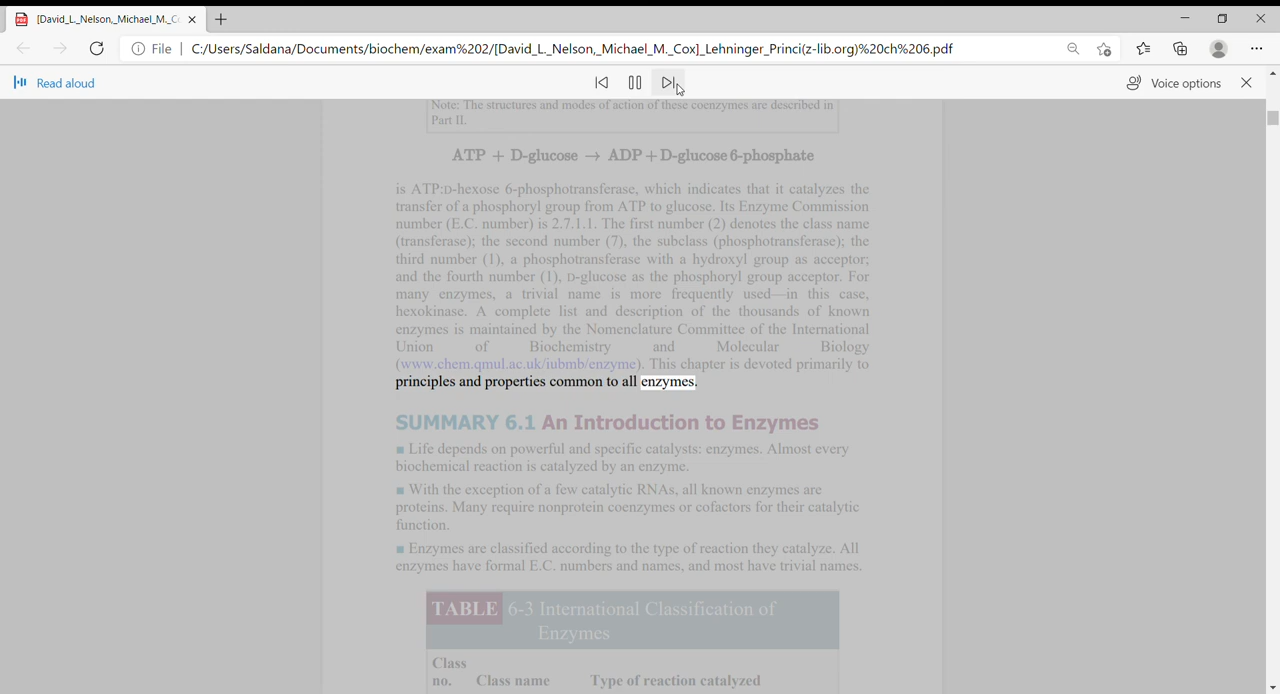 [David_L._Nelson,_Michael_M._Co
File
C:/Users/Saldana/Documents/biochem/exam%202/[David_L._Nelson,_Michael_M._Cox]_Lehninger_Princi(z-lib.org)%20ch%206.pdf
Read aloud
Voice options
Note: The structures and modes of action of these coenzymes are described in
Part II.
ATP + D-glucose → ADP + D-glucose 6-phosphate
is ATP:D-hexose 6-phosphotransferase, which indicates that it catalyzes the
transfer of a phosphoryl group from ATP to glucose. Its Enzyme Commission
number (E.C. number) is 2.7.1.1. The first number (2) denotes the class name
(transferase); the second number (7), the subclass (phosphotransferase); the
third number (1), a phosphotransferase with a hydroxyl group as acceptor;
and the fourth number (1), D-glucose as the phosphoryl group acceptor. For
many enzymes, a trivial name is more frequently used—in this case,
hexokinase. A complete list and description of the thousands of known
enzymes is maintained by the Nomenclature Committee of the International
Union of Biochemistry and Molecular Biology
(www.chem.qmul.ac.uk/iubmb/enzyme). This chapter is devoted primarily to
principles and properties common to all enzymes.
SUMMARY 6.1 An Introduction to Enzymes
■ Life depends on powerful and specific catalysts: enzymes. Almost every
biochemical reaction is catalyzed by an enzyme.
■ With the exception of a few catalytic RNAs, all known enzymes are
proteins. Many require nonprotein coenzymes or cofactors for their catalytic
function.
■ Enzymes are classified according to the type of reaction they catalyze. All
enzymes have formal E.C. numbers and names, and most have trivial names.
TABLE 6-3 International Classification of
Enzymes
Class
no. Class name Type of reaction catalyzed